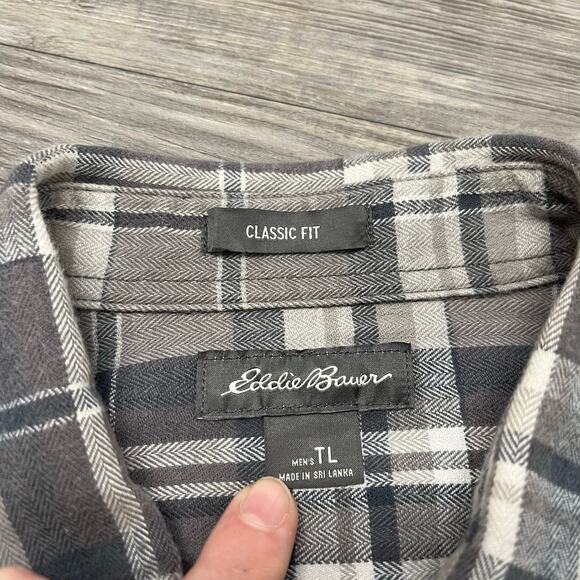 CLASSIC FIT
Eddie Bauer
MEN'S TL
MADE IN SRI LANKA